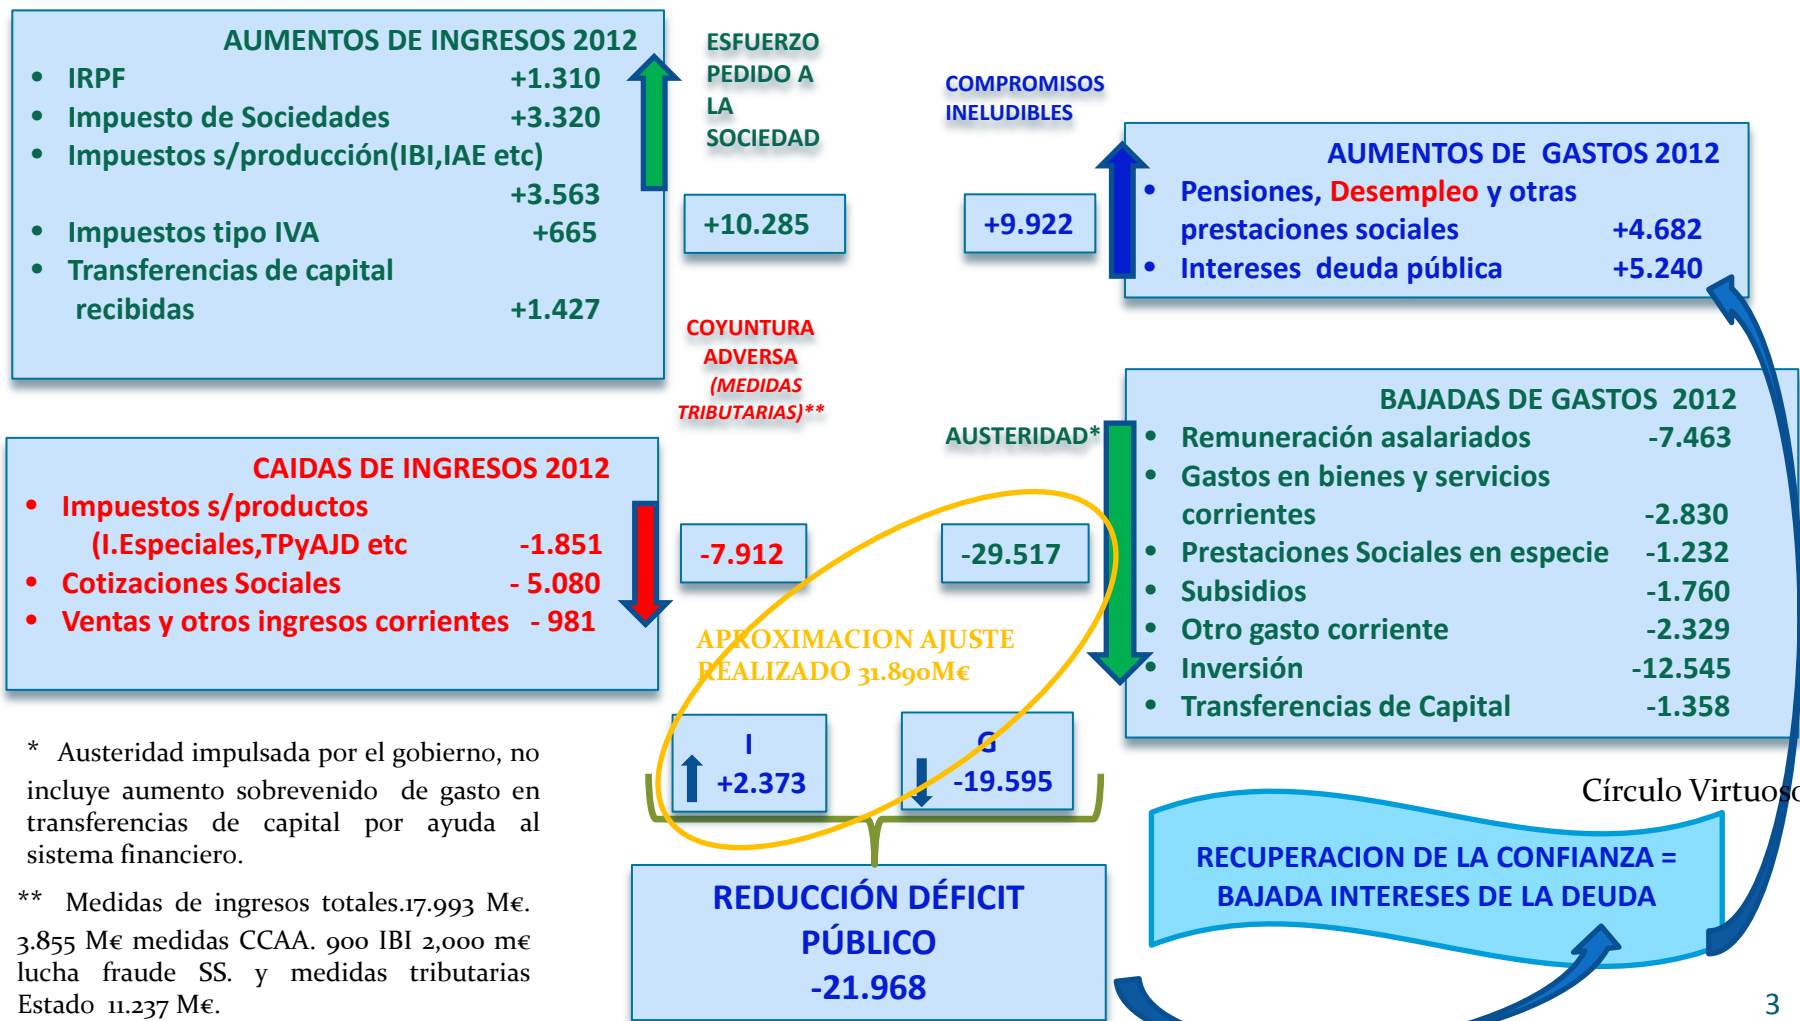 AUMENTOS DE INGRESOS 2012
• IRPF +1.310
• Impuesto de Sociedades +3.320
• Impuestos s/producción(IBI,IAE etc)
+3.563
• Impuestos tipo IVA +665
• Transferencias de capital
recibidas +1.427
ESFUERZO
PEDIDO A
LA
SOCIEDAD
+10.285
COMPROMISOS
INELUDIBLES
+9.922
AUMENTOS DE GASTOS 2012
• Pensiones, Desempleo y otras
prestaciones sociales +4.682
• Intereses deuda pública +5.240
COYUNTURA
ADVERSA
(MEDIDAS
TRIBUTARIAS)**
CAIDAS DE INGRESOS 2012
• Impuestos s/productos
(I.Especiales,TPyAJD etc -1.851
• Cotizaciones Sociales - 5.080
• Ventas y otros ingresos corrientes - 981
-7.912
AUSTERIDAD*
-29.517
BAJADAS DE GASTOS 2012
• Remuneración asalariados -7.463
• Gastos en bienes y servicios
corrientes -2.830
• Prestaciones Sociales en especie -1.232
• Subsidios -1.760
• Otro gasto corriente -2.329
• Inversión -12.545
• Transferencias de Capital -1.358
APROXIMACION AJUSTE
REALIZADO 31.890M€
I
+2.373
G
-19.595
REDUCCIÓN DÉFICIT
PÚBLICO
-21.968
Círculo Virtuoso
RECUPERACION DE LA CONFIANZA =
BAJADA INTERESES DE LA DEUDA
* Austeridad impulsada por el gobierno, no
incluye aumento sobrevenido de gasto en
transferencias de capital por ayuda al
sistema financiero.
** Medidas de ingresos totales.17.993 M€.
3.855 M€ medidas CCAA. 900 IBI 2,000 m€
lucha fraude SS. y medidas tributarias
Estado 11.237 M€.
3